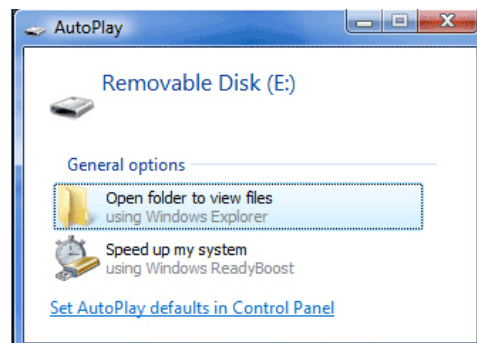 AutoPlay
Removable Disk (E:)
General options
Open folder to view files
using Windows Explorer
Speed up my system
using Windows ReadyBoost
Set AutoPlay defaults in Control Panel